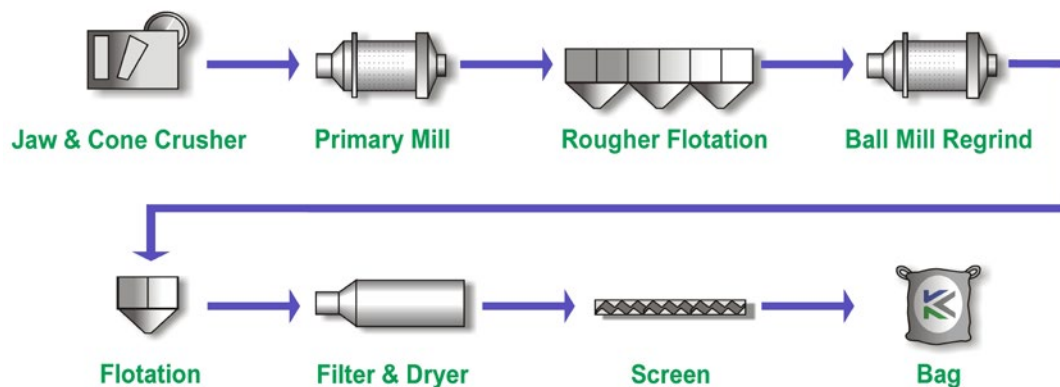 Jaw & Cone Crusher
Primary Mill
Rougher Flotation
Ball Mill Regrind
Flotation
Filter & Dryer
Screen
Bag